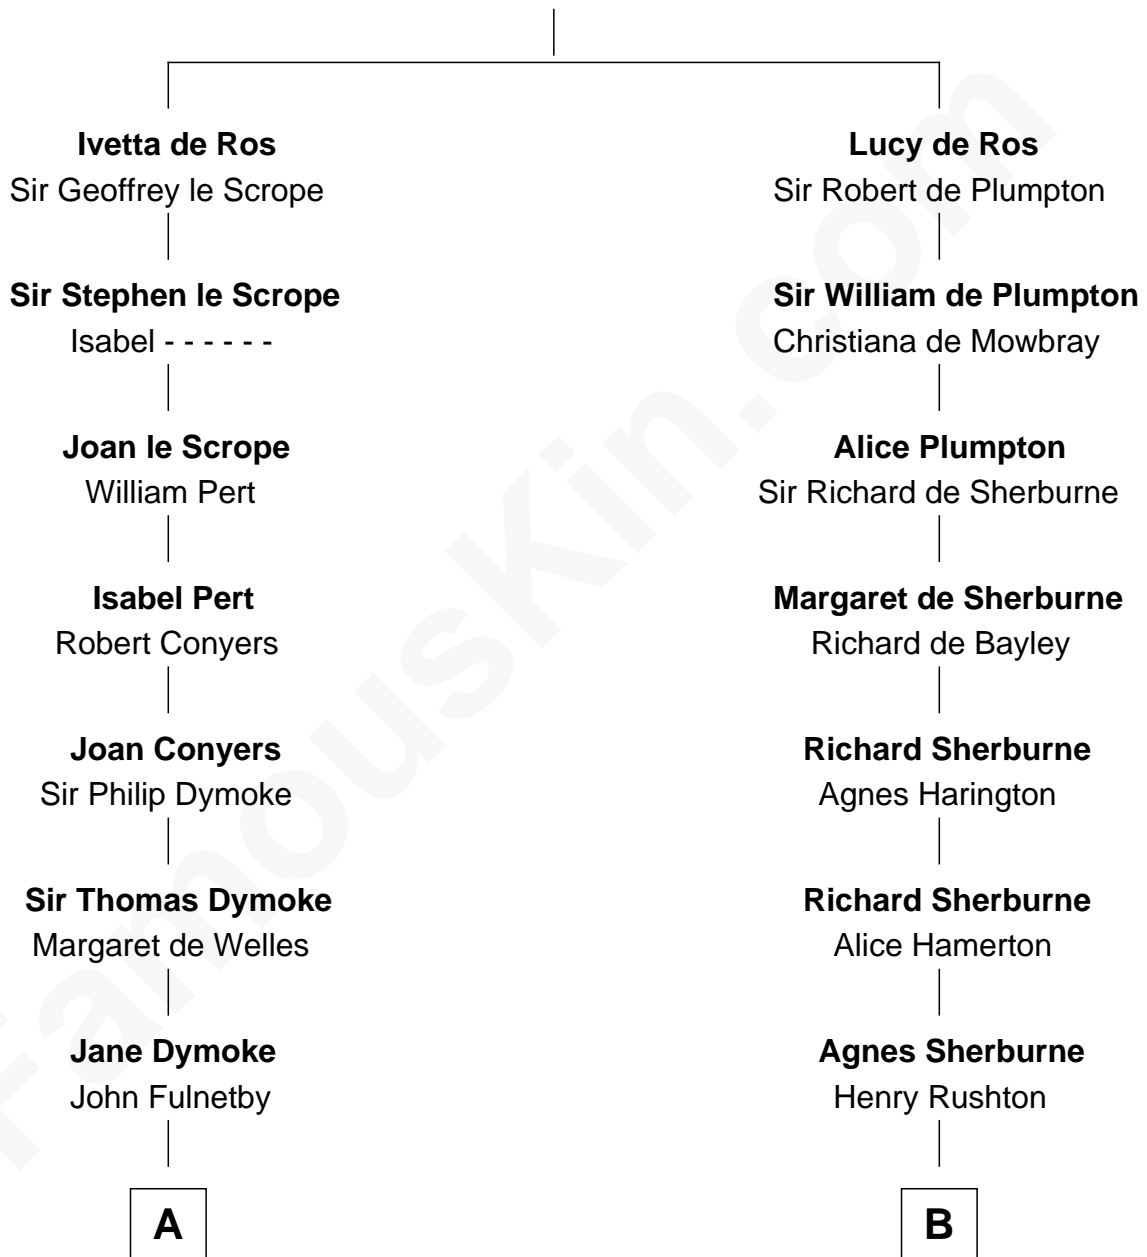 Ivetta de Ros
Sir Geoffrey le Scrope
Lucy de Ros
Sir Robert de Plumpton
Sir Stephen le Scrope
Isabel - - - - - -
Sir William de Plumpton
Christiana de Mowbray
Joan le Scrope
William Pert
Alice Plumpton
Sir Richard de Sherburne
Isabel Pert
Robert Conyers
Margaret de Sherburne
Richard de Bayley
Joan Conyers
Sir Philip Dymoke
Richard Sherburne
Agnes Harington
Sir Thomas Dymoke
Margaret de Welles
Richard Sherburne
Alice Hamerton
Jane Dymoke
John Fulnetby
Agnes Sherburne
Henry Rushton
A
B
FamousKin.com